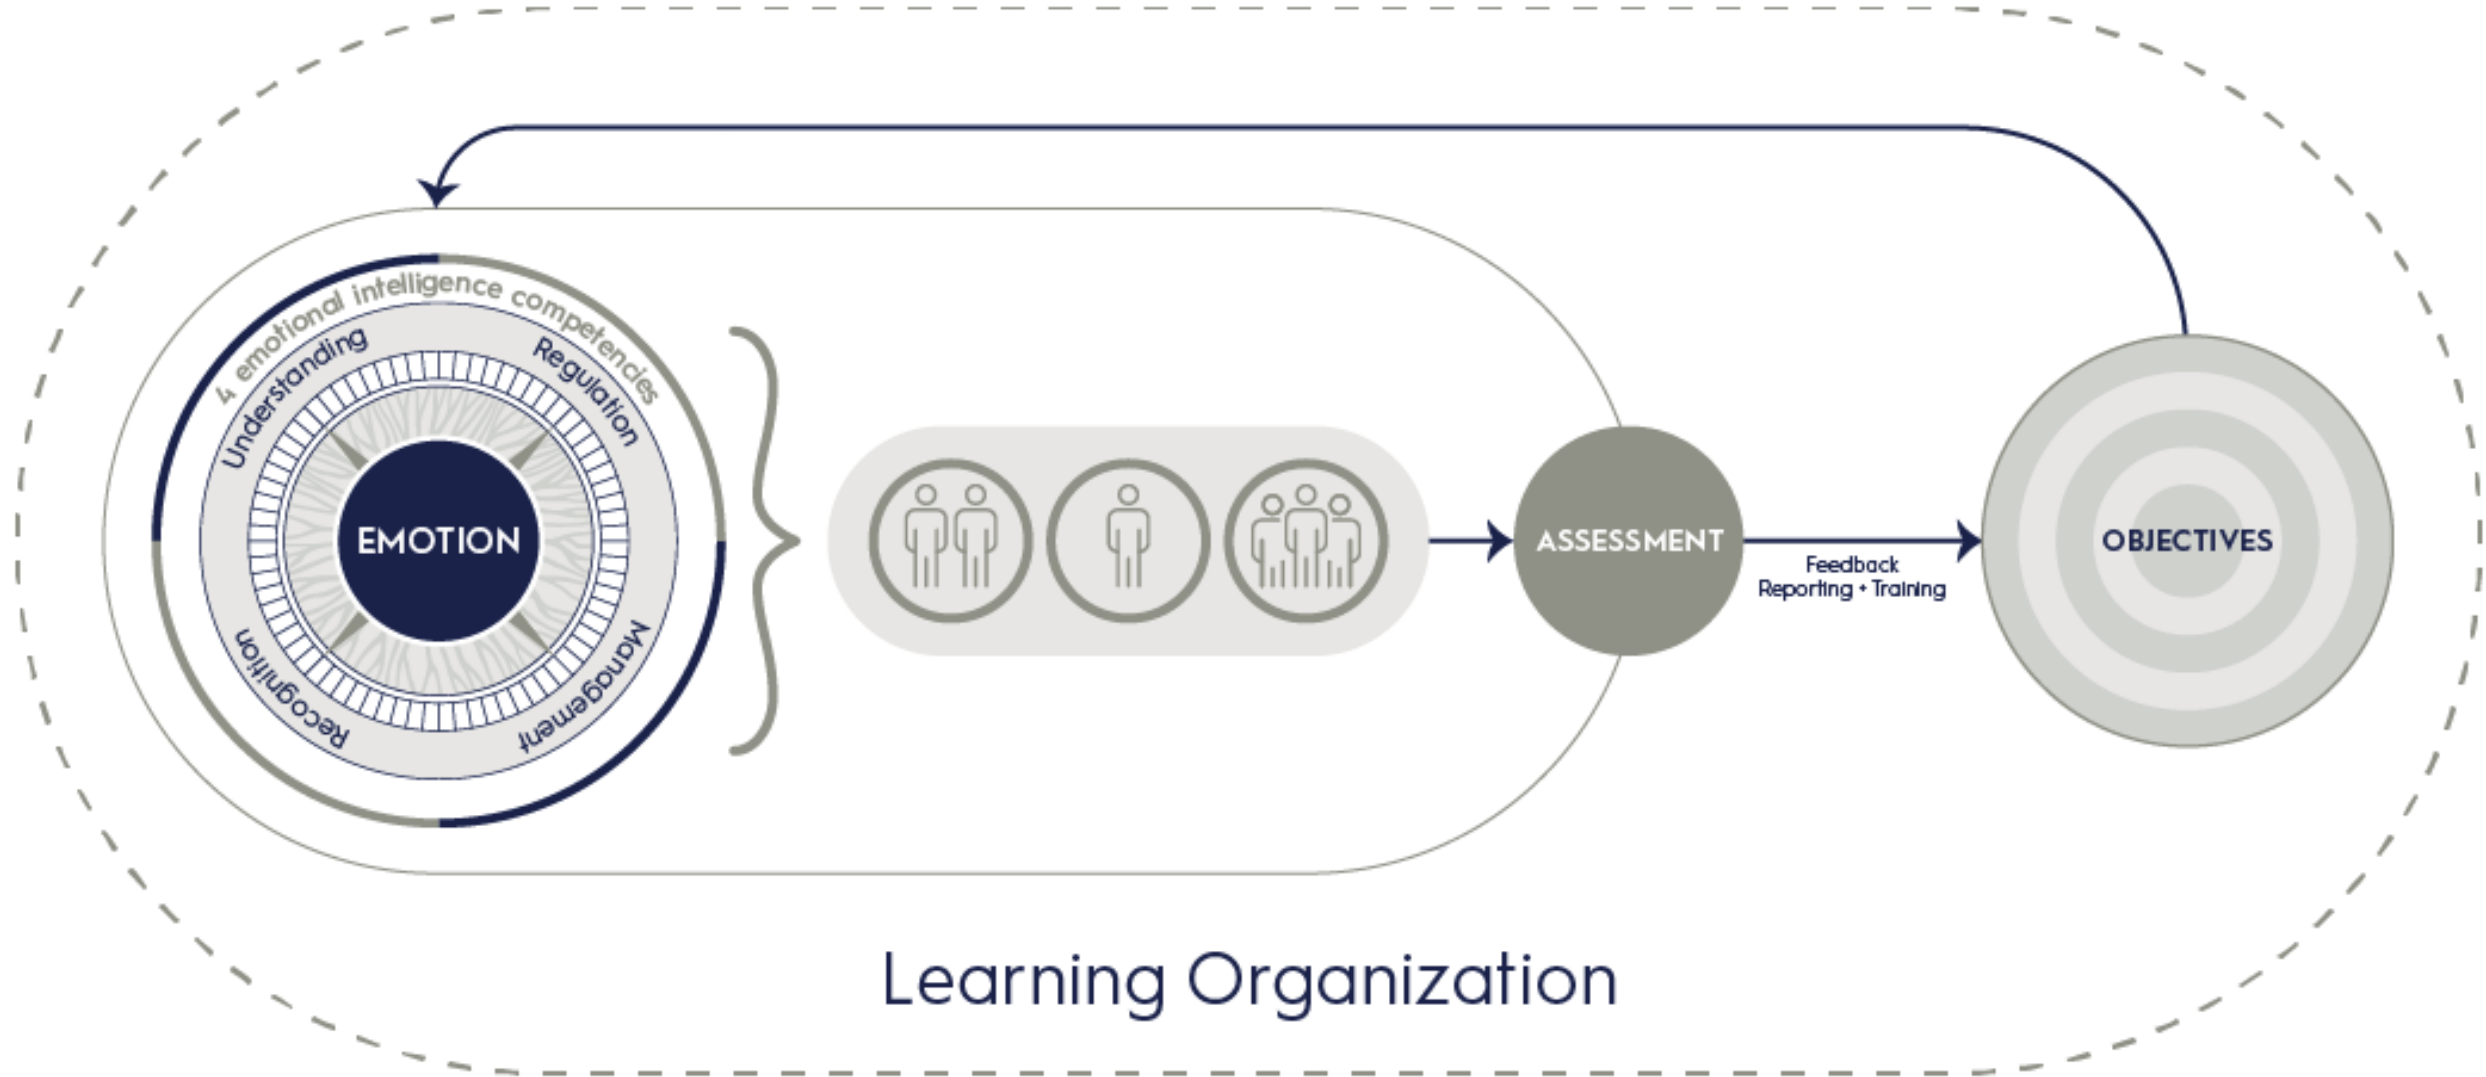 4 emotional intelligence competencies
Understanding
Regulation
EMOTION
Recognition
Management
ASSESSMENT
Feedback
Reporting + Training
OBJECTIVES
Learning Organization